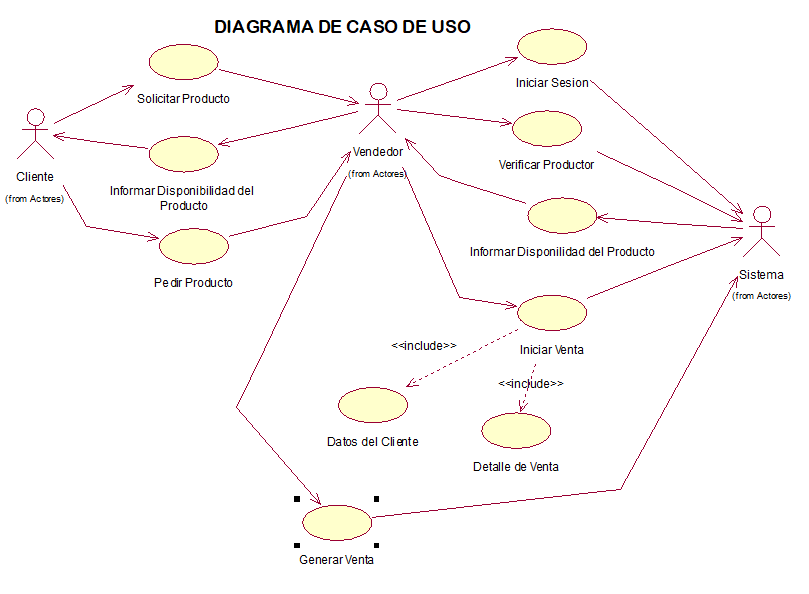 DIAGRAMA DE CASO DE USO
Iniciar Sesion
Solicitar Producto
Vendedor
(from Actores)
Verificar Productor
Cliente
(from Actores)
Informar Disponibilidad del
Producto
Informar Disponilidad del Producto
Pedir Producto
Sistema
(from Actores)
<<include>>
Iniciar Venta
<<include>>
Datos del Cliente
Detalle de Venta
Generar Venta